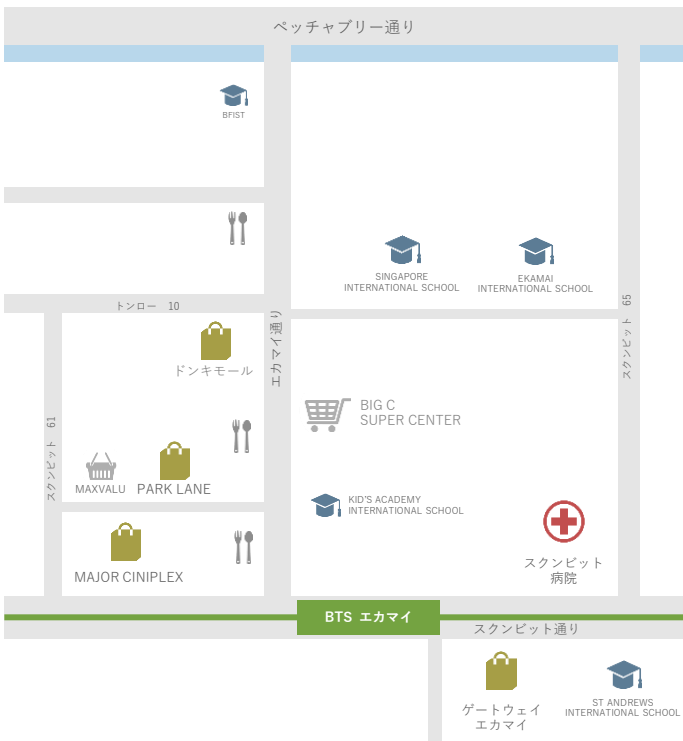 ペッチャブリー通り
BFIST
SINGAPORE
INTERNATIONAL SCHOOL
EKAMAI
INTERNATIONAL SCHOOL
トンロー 10
エカマイ通り
スクンビット 65
ドンキモール
BIG C
SUPER CENTER
スクンビット 61
MAXVALU
PARK LANE
KID'S ACADEMY
INTERNATIONAL SCHOOL
スクンビット
病院
MAJOR CINIPLEX
BTS エカマイ
スクンビット通り
ゲートウェイ
エカマイ
ST ANDREWS
INTERNATIONAL SCHOOL